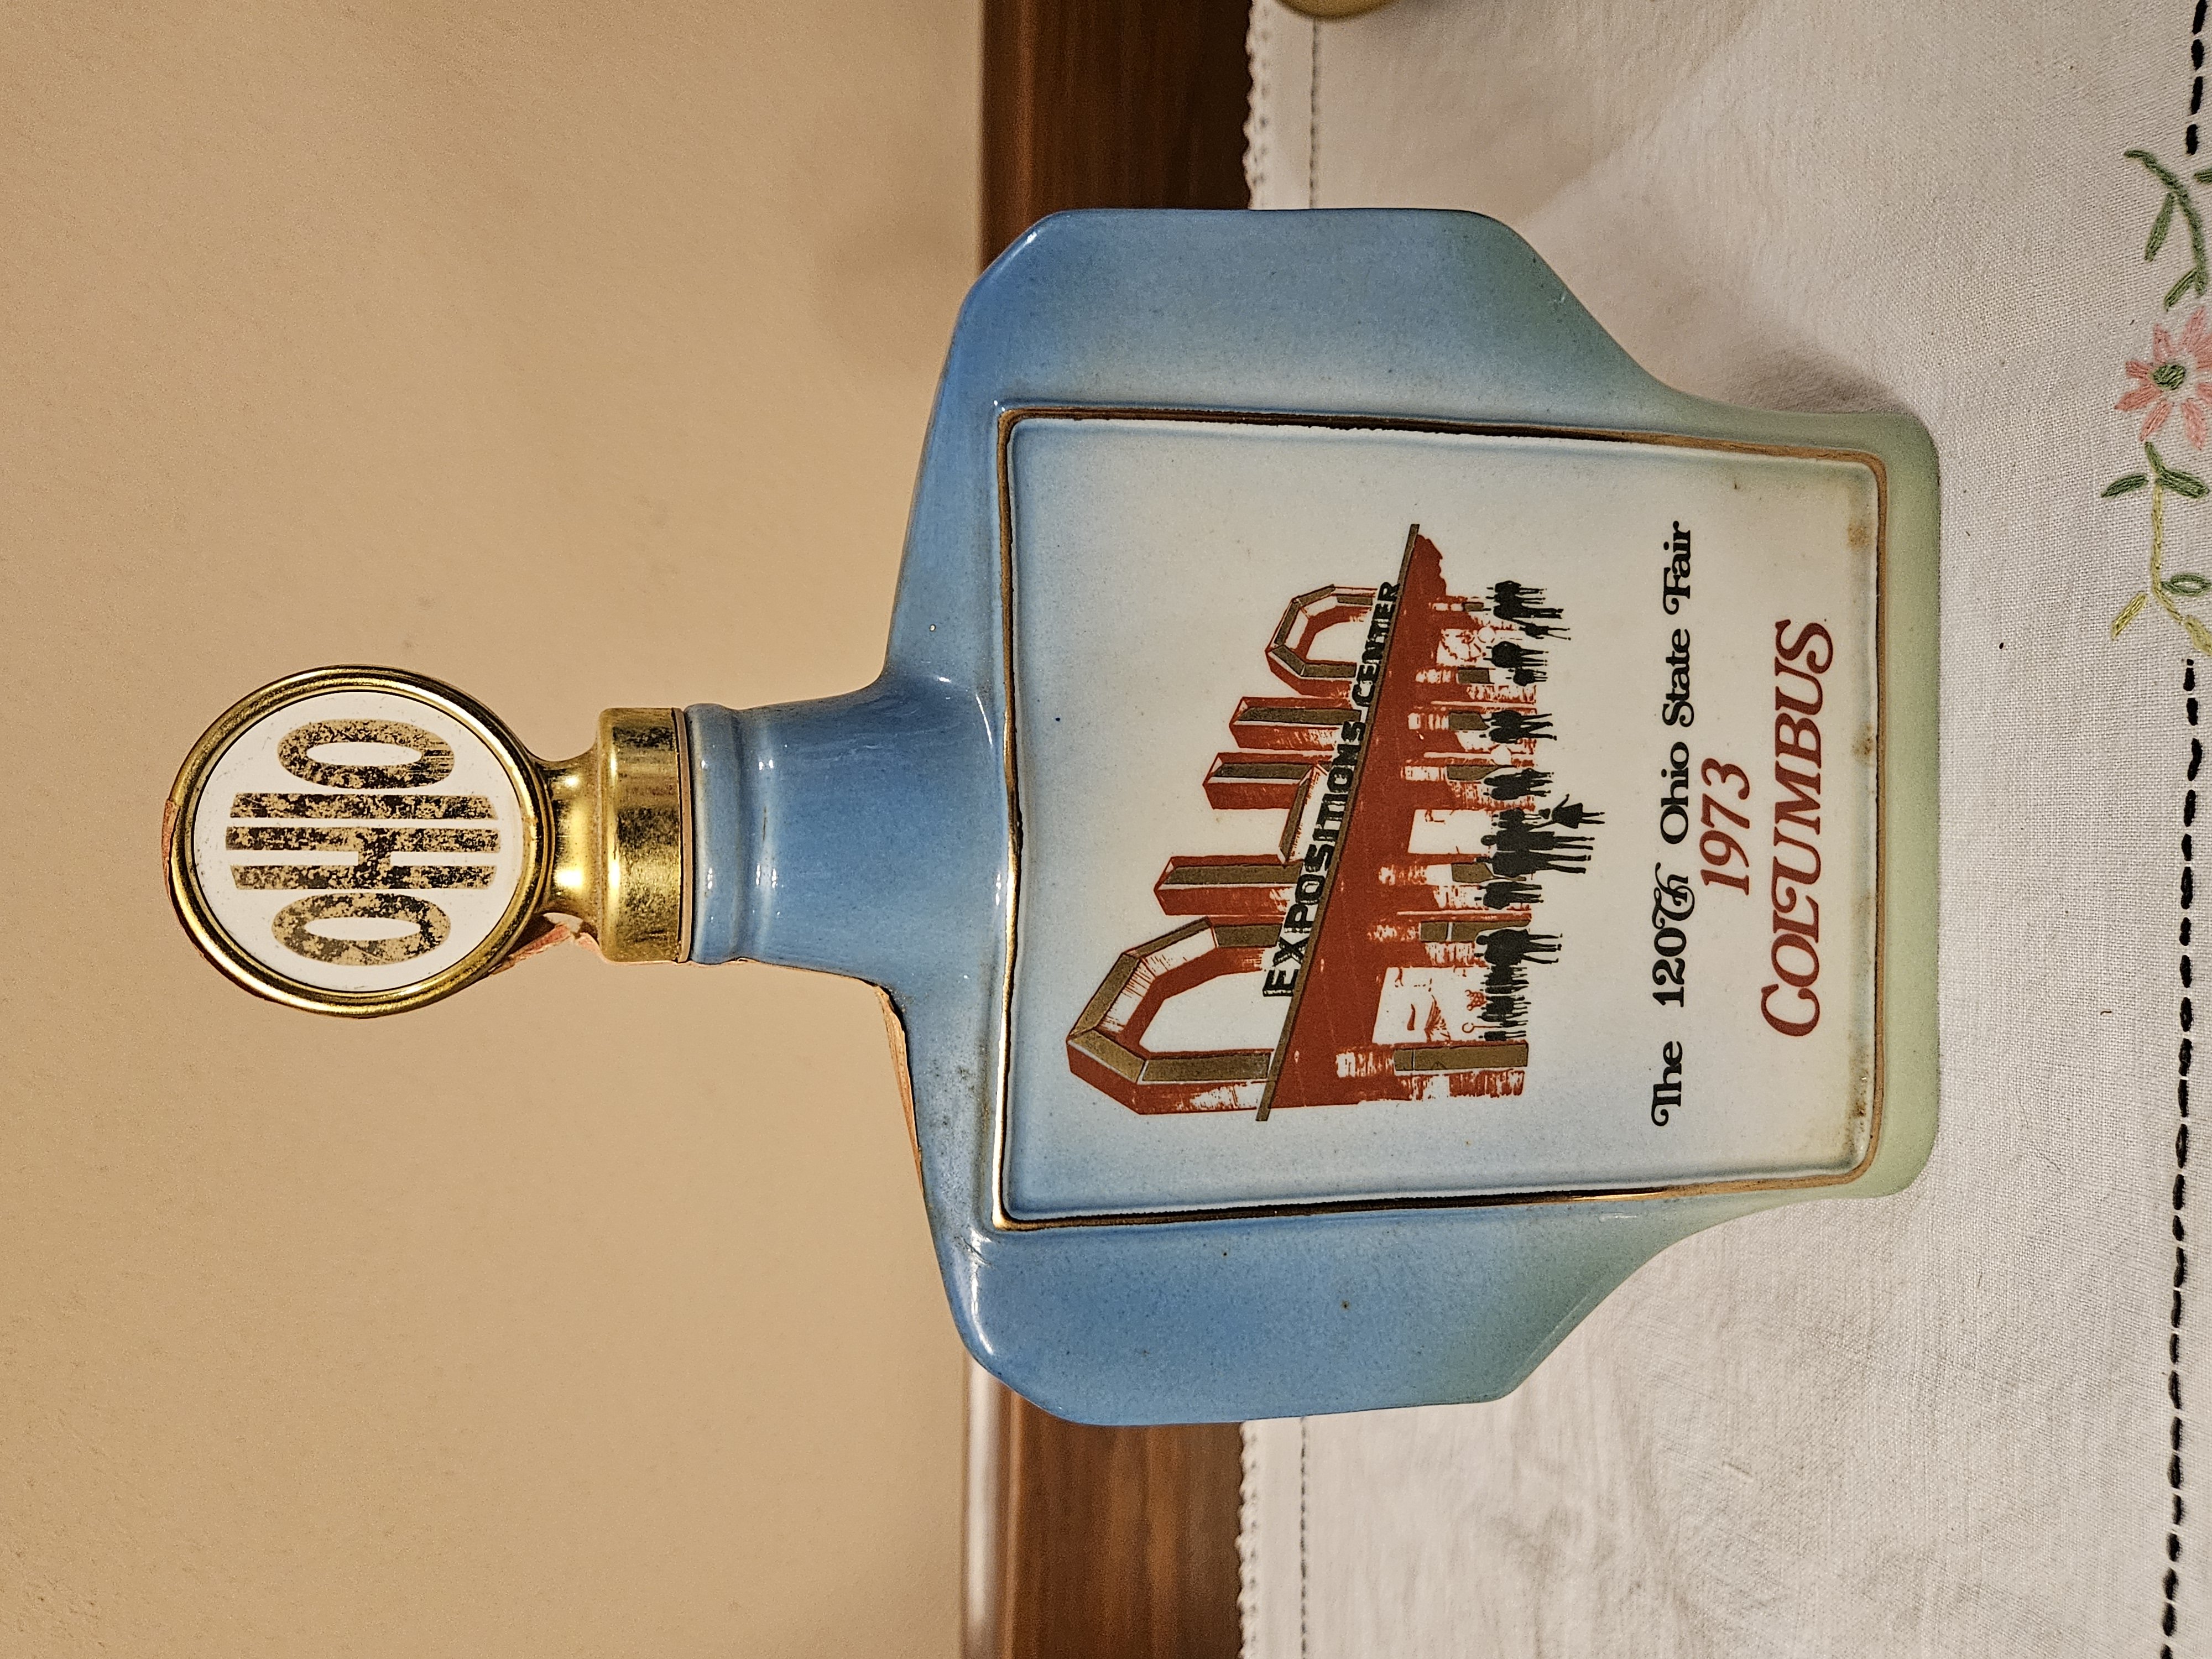 OHIO
OHIO
EXPOSITIONS CENTER
The 120Th Ohio State Fair
1973
COLUMBUS